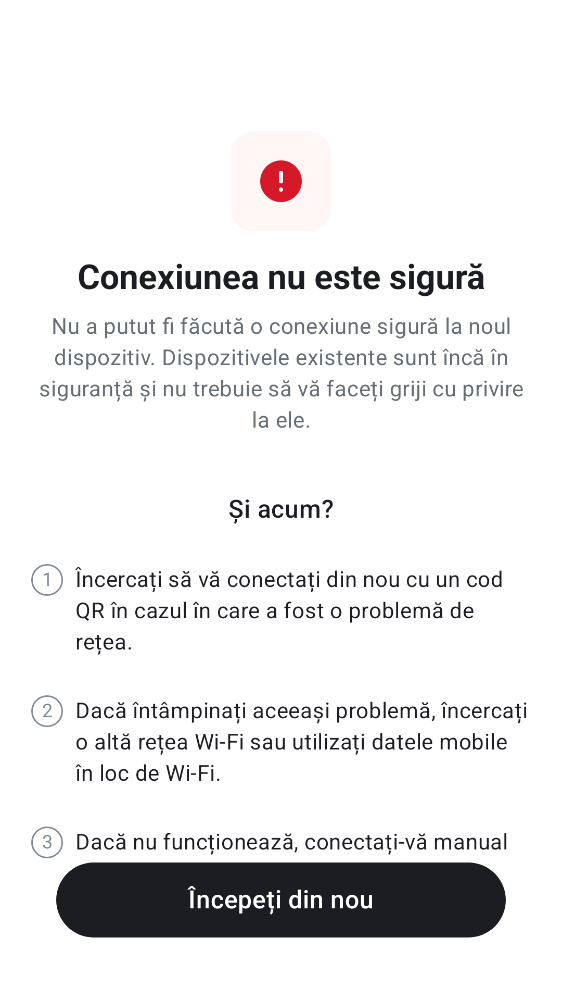 Conexiunea nu este sigură
Nu a putut fi făcută o conexiune sigură la noul
dispozitiv. Dispozitivele existente sunt încă în
siguranță și nu trebuie să vă faceți griji cu privire
la ele.
Și acum?
1 Încercați să vă conectați din nou cu un cod
QR în cazul în care a fost o problemă de
rețea.
2 Dacă întâmpinați aceeași problemă, încercați
o altă rețea Wi-Fi sau utilizați datele mobile
în loc de Wi-Fi.
3 Dacă nu funcționează, conectați-vă manual
Începeți din nou